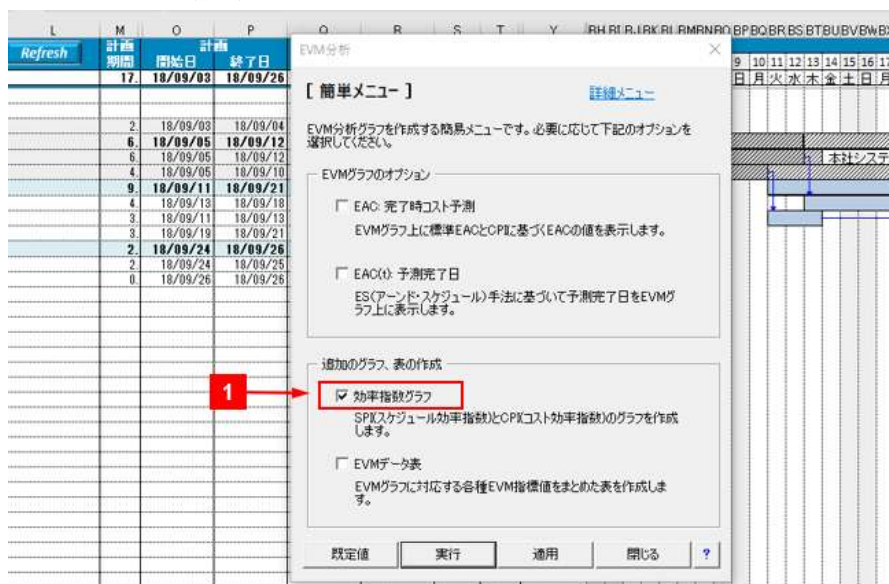 L M O P Q R S T Y
Refresh
計画
期間
計画
開始日 終了日
17. 18/09/03 18/09/26
2. 18/09/03 18/09/04
6. 18/09/05 18/09/12
6. 18/09/05 18/09/12
4. 18/09/05 18/09/10
9. 18/09/11 18/09/21
4. 18/09/13 18/09/18
3. 18/09/11 18/09/13
3. 18/09/19 18/09/21
2. 18/09/24 18/09/26
2. 18/09/24 18/09/25
0. 18/09/26 18/09/26
9 10 11 12 13 14 15 16 17
日 月 火 水 木 金 土 日 月
本社システ
EVM分析
[ 簡単メニュー ]
詳細メニュー
EVM分析グラフを作成する簡易メニューです。必要に応じて下記のオプションを
選択してください。
EVMグラフのオプション
EAC: 完了時コスト予測
EVMグラフ上に標準EACとCPIに基づくEACの値を表示します。
EAC(t): 予測完了日
ES(アーンド・スケジュール)手法に基づいて予測完了日をEVMグ
ラフ上に表示します。
追加のグラフ、表の作成
1
効率指数グラフ
SPI(スケジュール効率指数)とCPI(コスト効率指数)のグラフを作成
します。
EVMデータ表
EVMグラフに対応する各種EVM指標値をまとめた表を作成しま
す。
既定値 実行 適用 閉じる ?